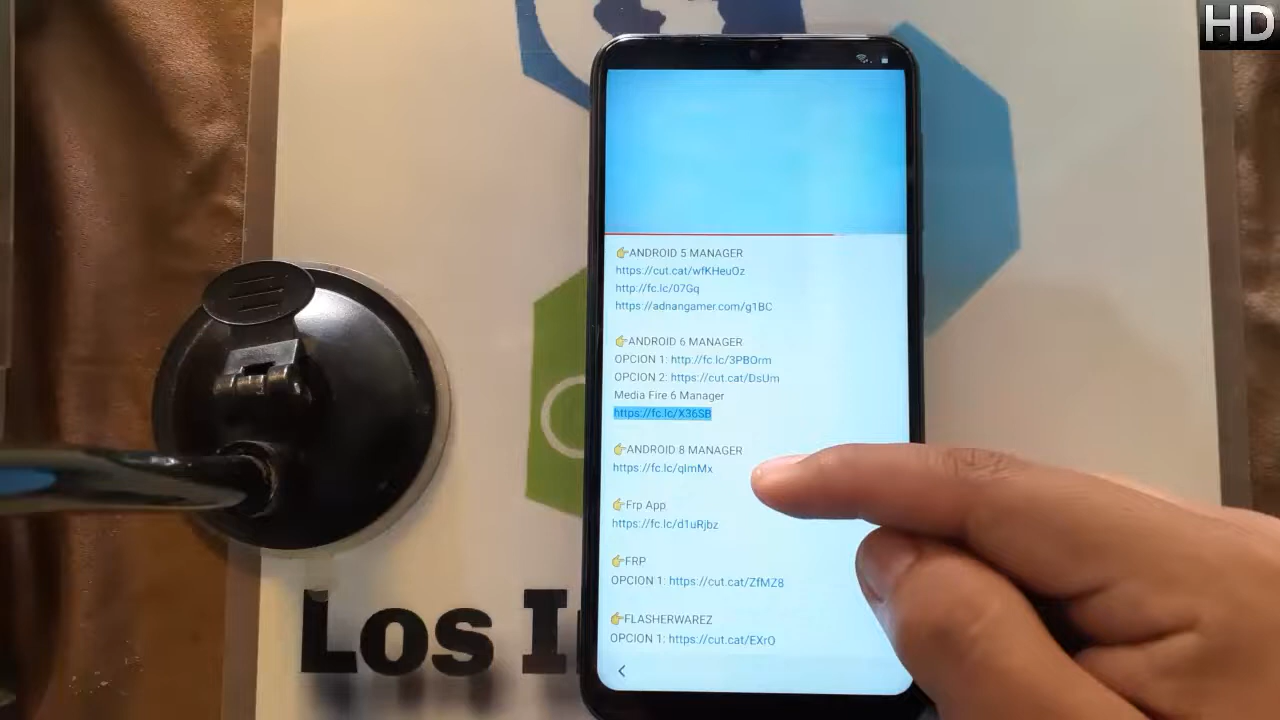 HD
👉ANDROID 5 MANAGER
https://cut.cat/wfKHeuOz
http://fc.lc/07Gq
https://adnangamer.com/g1BC
👉ANDROID 6 MANAGER
OPCION 1: http://fc.lc/3PBOrm
OPCION 2: https://cut.cat/DsUm
Media Fire 6 Manager
https://fc.lc/X36SB
👉ANDROID 8 MANAGER
https://fc.lc/qImMx
👉Frp App
https://fc.lc/d1uRjbz
👉FRP
OPCION 1: https://cut.cat/ZfMZ8
👉FLASHERWAREZ
OPCION 1: https://cut.cat/EXrO
Los